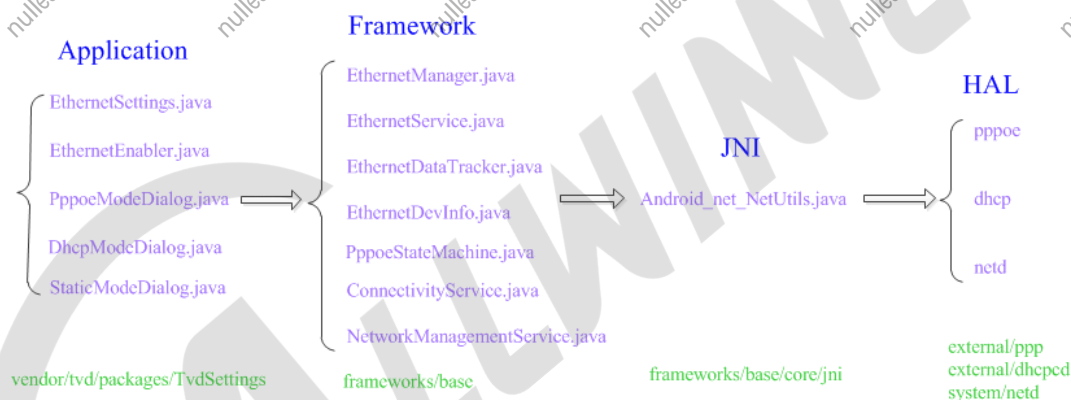 Application
EthernetSettings.java
EthernetEnabler.java
PppoeModeDialog.java
DhcpModeDialog.java
StaticModeDialog.java
vendor/tvd/packages/TvdSettings
Framework
EthernetManager.java
EthernetService.java
EthernetDataTracker.java
EthernetDevInfo.java
PppoeStateMachine.java
ConnectivityService.java
NetworkManagementService.java
frameworks/base
JNI
Android_net_NetUtils.java
frameworks/base/core/jni
HAL
pppoe
dhcp
netd
external/ppp
external/dhcpcd
system/netd